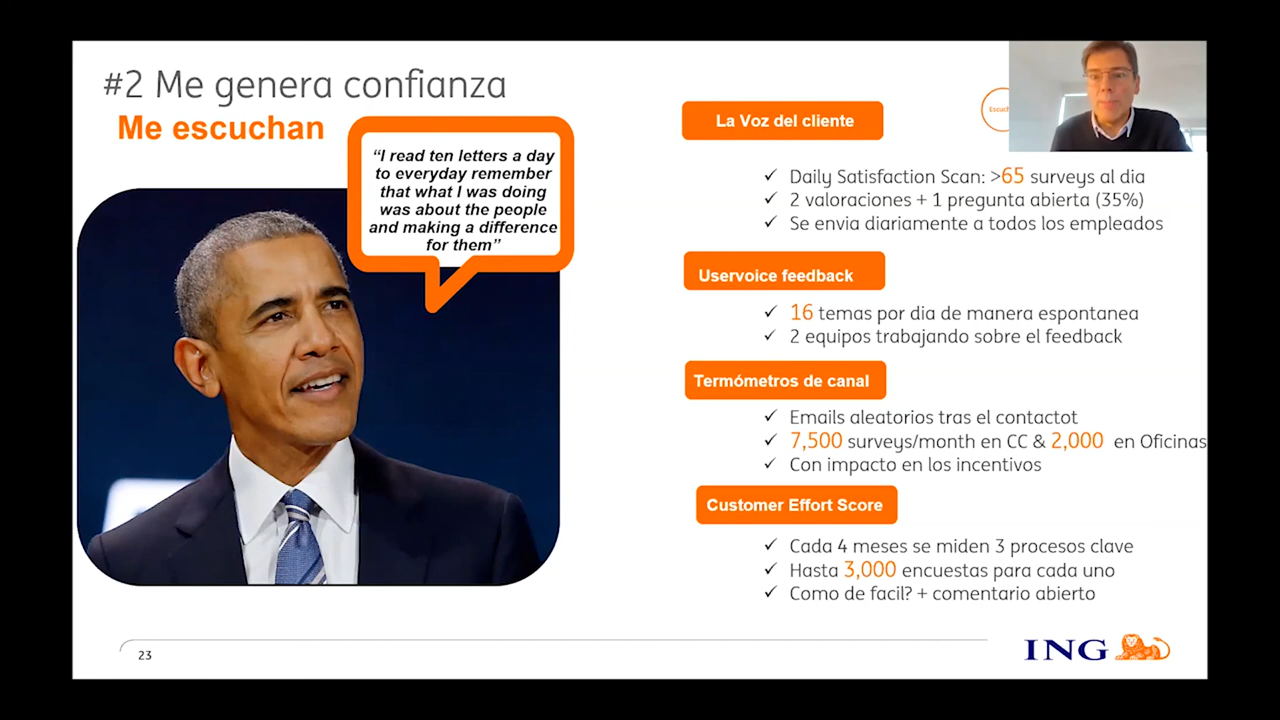 #2 Me genera confianza
Me escuchan
“I read ten letters a day
to everyday remember
that what I was doing
was about the people
and making a difference
for them”
La Voz del cliente
Daily Satisfaction Scan: >65 surveys al dia
2 valoraciones + 1 pregunta abierta (35%)
Se envia diariamente a todos los empleados
Uservoice feedback
16 temas por dia de manera espontanea
2 equipos trabajando sobre el feedback
Termómetros de canal
Emails aleatorios tras el contactot
7,500 surveys/month en CC & 2,000 en Oficinas
Con impacto en los incentivos
Customer Effort Score
Cada 4 meses se miden 3 procesos clave
Hasta 3,000 encuestas para cada uno
Como de facil? + comentario abierto
23
ING